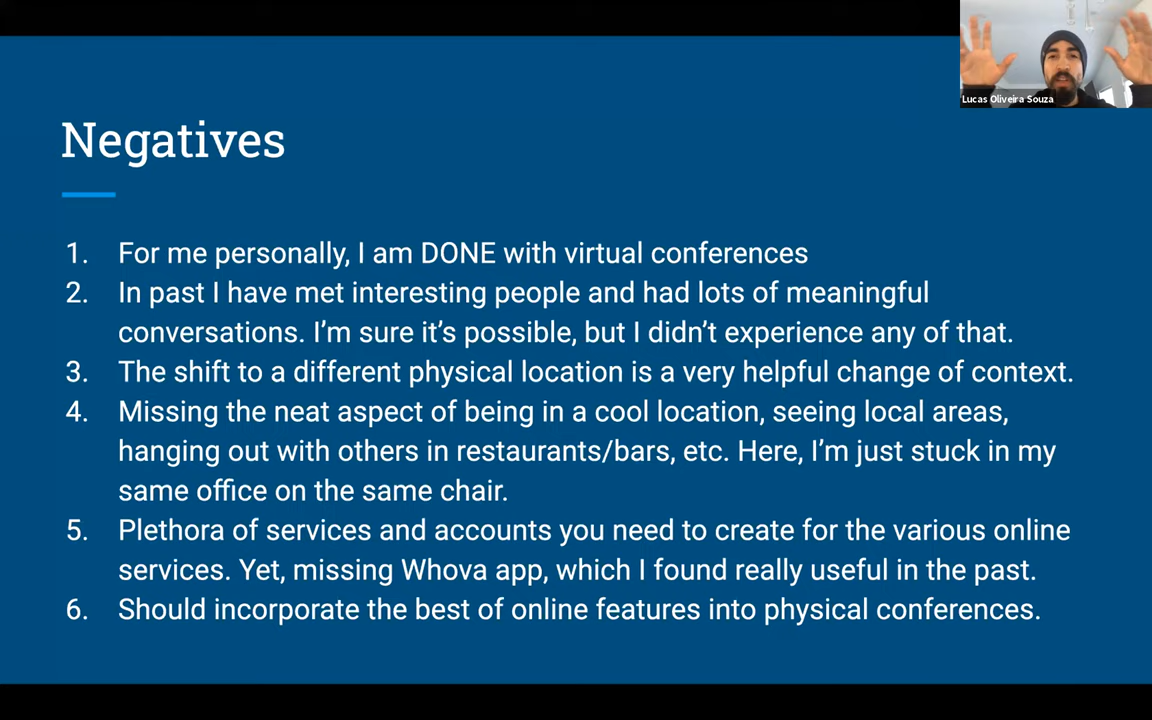 Lucas Oliveira Souza
Negatives
1. For me personally, I am DONE with virtual conferences
2. In past I have met interesting people and had lots of meaningful
conversations. I’m sure it’s possible, but I didn’t experience any of that.
3. The shift to a different physical location is a very helpful change of context.
4. Missing the neat aspect of being in a cool location, seeing local areas,
hanging out with others in restaurants/bars, etc. Here, I’m just stuck in my
same office on the same chair.
5. Plethora of services and accounts you need to create for the various online
services. Yet, missing Whova app, which I found really useful in the past.
6. Should incorporate the best of online features into physical conferences.